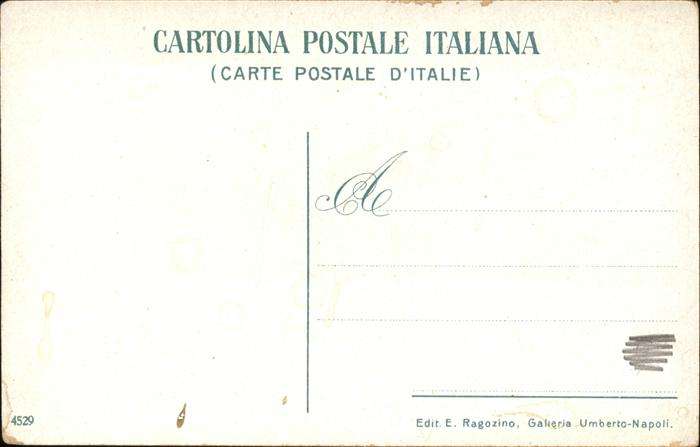 CARTOLINA POSTALE ITALIANA
(CARTE POSTALE D'ITALIE)
A
4529
Edit. E. Ragozino, Galleria Umberto-Napoli.